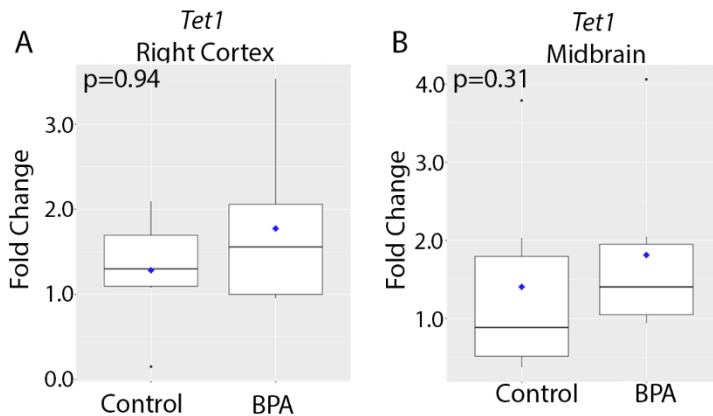 A
Tet1
Right Cortex
p=0.94
Fold Change
3.0
2.0
1.0
0.0
Control
BPA
B
Tet1
Midbrain
p=0.31
Fold Change
4.0
3.0
2.0
1.0
Control
BPA